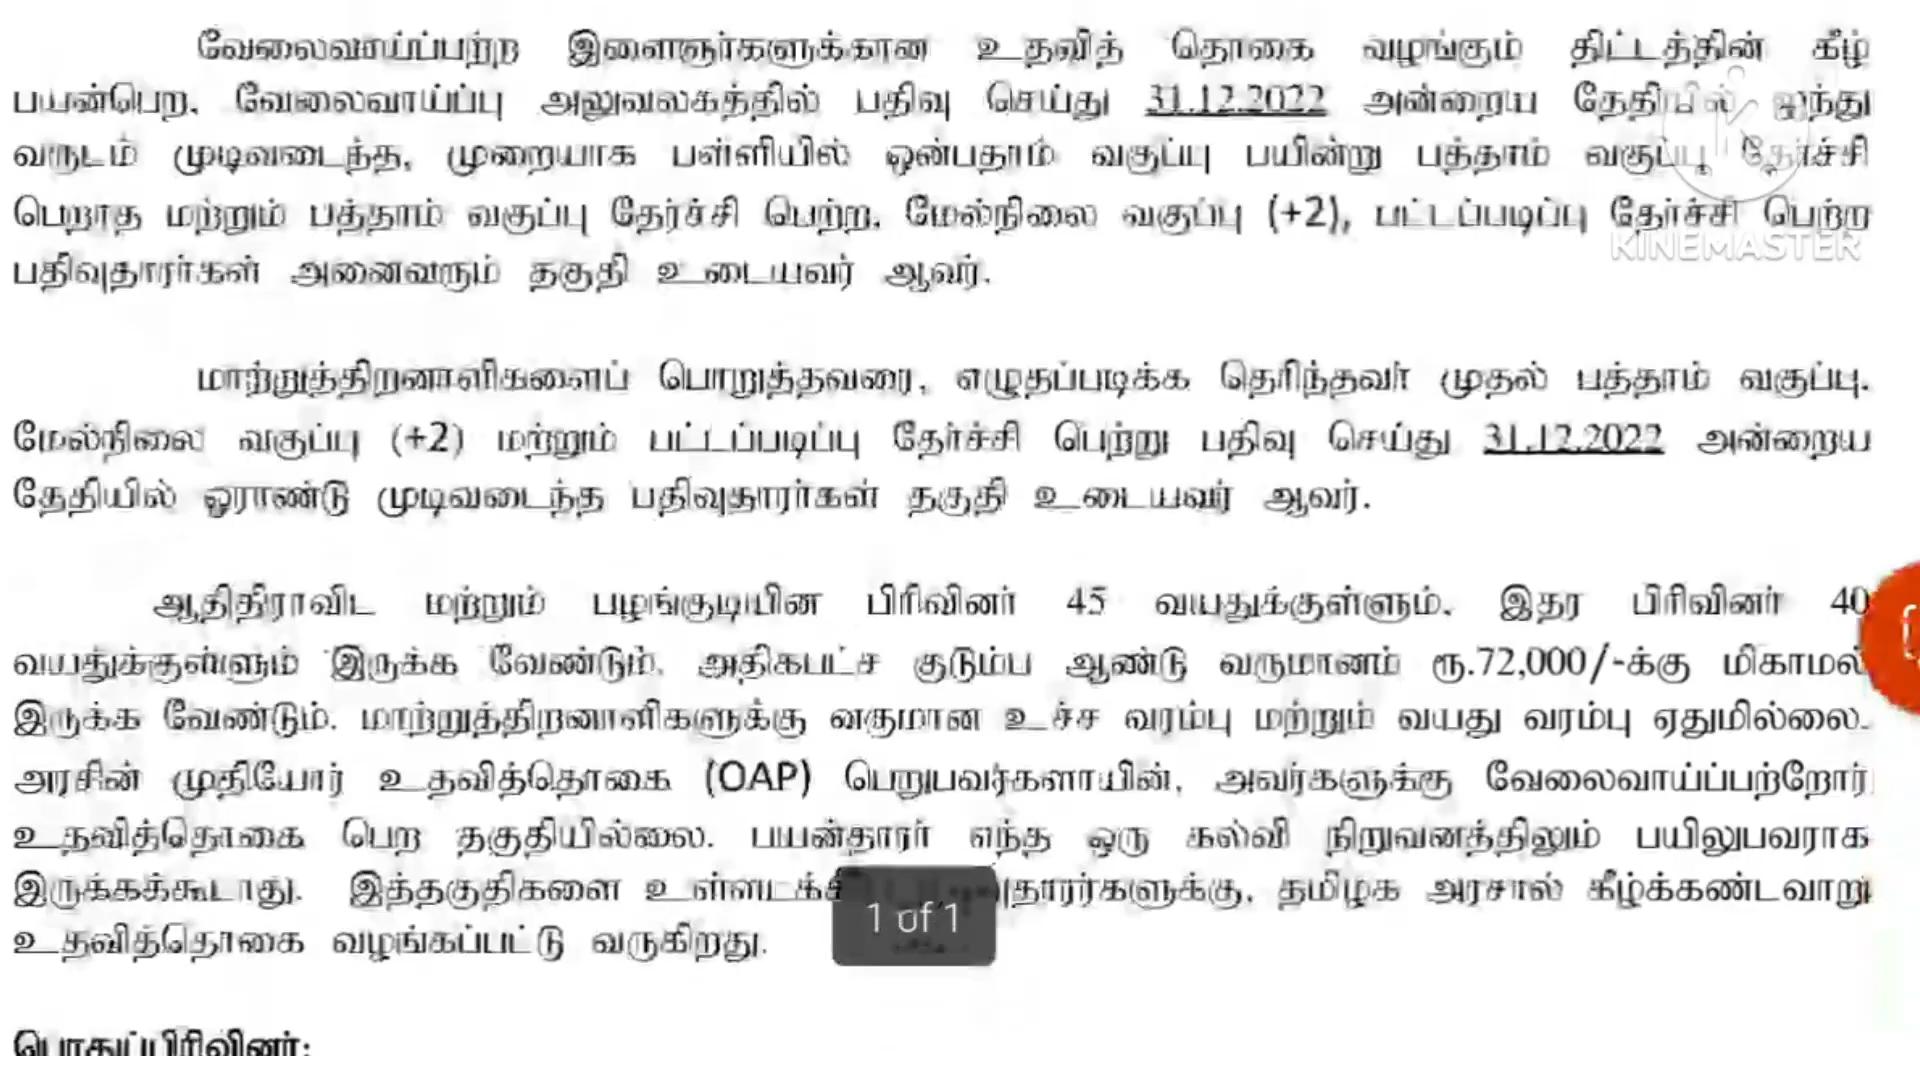 வேலைவாய்ப்பற்ற இளைஞர்களுக்கான உதவித் தொகை வழங்கும் திட்டத்தின் கீழ்
பயன்பெற, வேலைவாய்ப்பு அலுவலகத்தில் பதிவு செய்து 31.12.2022 அன்றைய தேதியில் ஐந்து
வருடம் முடிவடைந்த, முறையாக பள்ளியில் ஒன்பதாம் வகுப்பு பயின்று பத்தாம் வகுப்பு தேர்ச்சி
பெறாத மற்றும் பத்தாம் வகுப்பு தேர்ச்சி பெற்ற, மேல்நிலை வகுப்பு (+2), பட்டப்படிப்பு தேர்ச்சி பெற்ற
KINEMASTER
பதிவுதாரர்கள் அனைவரும் தகுதி உடையவர் ஆவர்.
மாற்றுத்திறனாளிகளைப் பொறுத்தவரை, எழுதப்படிக்க தெரிந்தவர் முதல் பத்தாம் வகுப்பு,
மேல்நிலை வகுப்பு (+2) மற்றும் பட்டப்படிப்பு தேர்ச்சி பெற்று பதிவு செய்து 31.12.2022 அன்றைய
தேதியில் ஓராண்டு முடிவடைந்த பதிவுதாரர்கள் தகுதி உடையவர் ஆவர்.
ஆதிதிராவிட மற்றும் பழங்குடியின பிரிவினர் 45 வயதுக்குள்ளும், இதர பிரிவினர் 40
வயதுக்குள்ளும் இருக்க வேண்டும். அதிகபட்ச குடும்ப ஆண்டு வருமானம் ரூ.72,000/-க்கு மிகாமல்
இருக்க வேண்டும். மாற்றுத்திறனாளிகளுக்கு வருமான உச்ச வரம்பு மற்றும் வயது வரம்பு ஏதுமில்லை.
அரசின் முதியோர் உதவித்தொகை (OAP) பெறுபவர்களாயின், அவர்களுக்கு வேலைவாய்ப்பற்றோர்
உதவித்தொகை பெற தகுதியில்லை. பயன்தாரர் எந்த ஒரு கல்வி நிறுவனத்திலும் பயிலுபவராக
இருக்கக்கூடாது. இத்தகுதிகளை தமிழக அரசால் கீழ்க்கண்டவாறு
1 of 1
உதவித்தொகை வழங்கப்பட்டு வருகிறது.
பொதுப்பிரிவினர்: